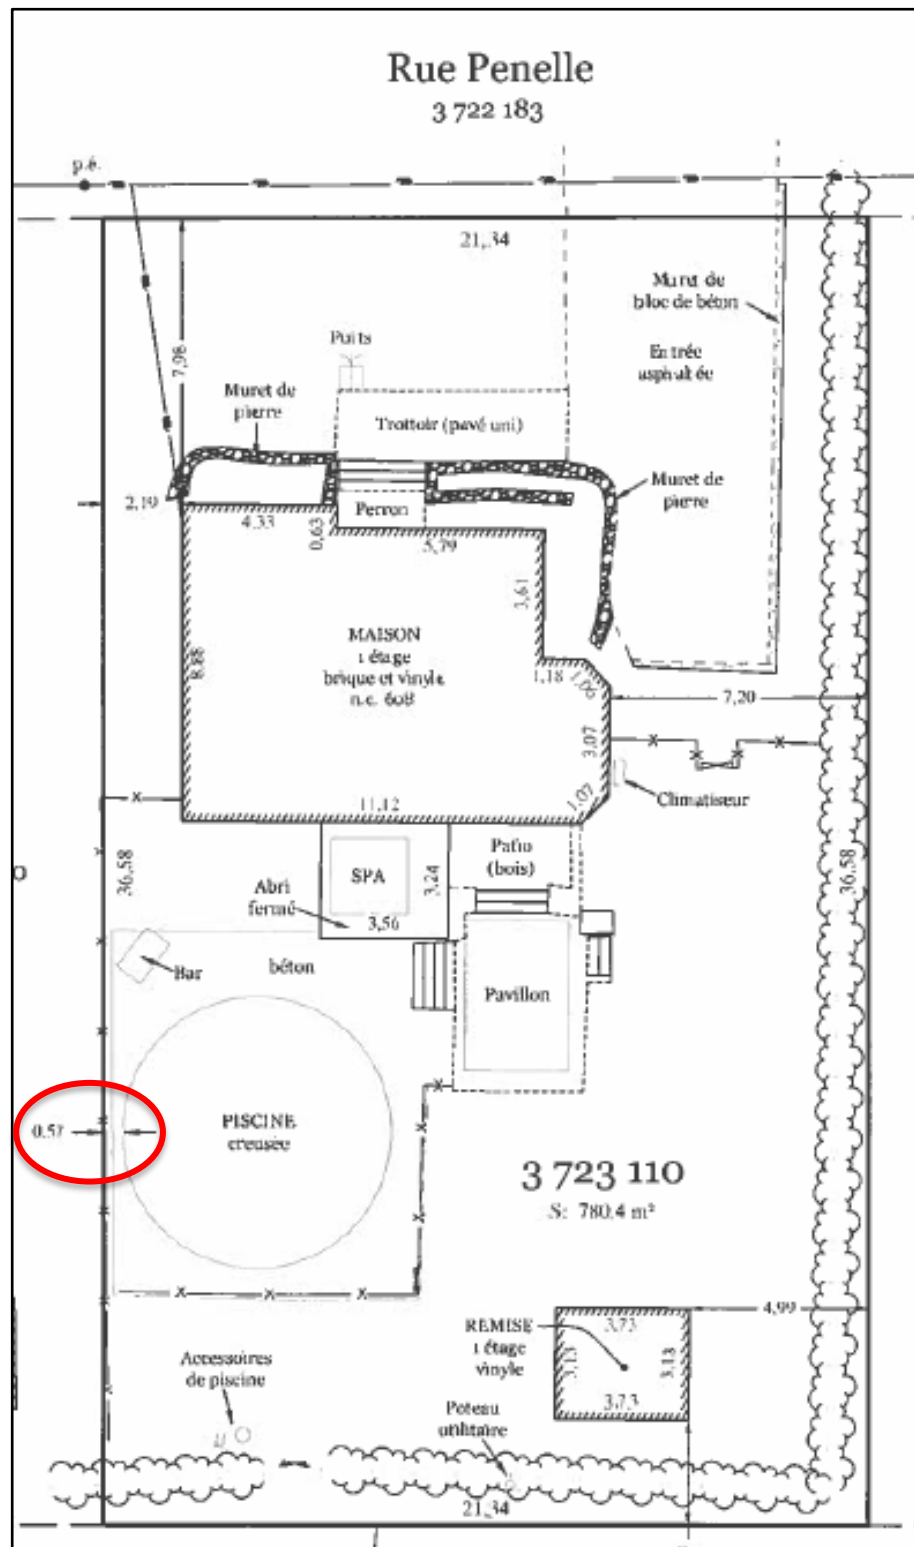 Rue Penelle
3 722 183
p.é.
21,34
Muret de
bloc de béton
Entrée
asphaltée
Puits
7,98
Muret de
pierre
Trottoir (pavé uni)
Muret de
pierre
2,19
4,33
0,63
Perron
5,79
3,61
MAISON
1 étage
brique et vinyle
n.c. 608
8,88
1,18
1,06
7,20
3,07
1,07
Climatiseur
11,12
36,58
36,58
Patio
(bois)
SPA
3,24
Abri
fermé
3,56
Bar
béton
Pavillon
0,57
PISCINE
creusée
3 723 110
S: 780,4 m²
4,99
REMISE
1 étage
vinyle
3,73
3,13
3,13
3,73
Accessoires
de piscine
Poteau
utilitaire
21,34